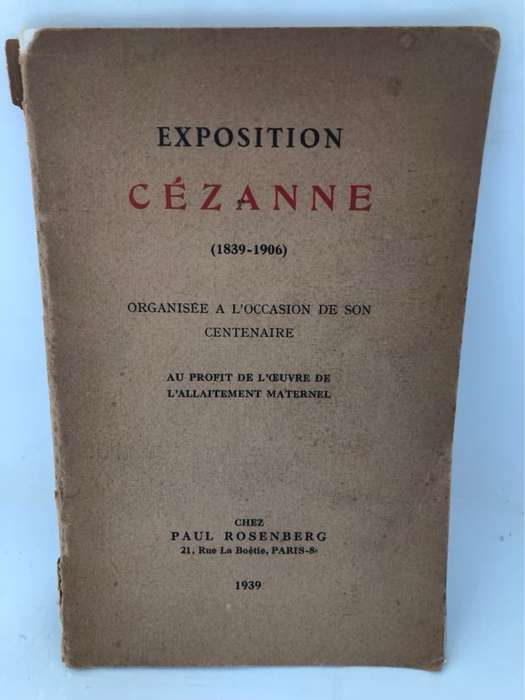 EXPOSITION
CÉZANNE
(1839-1906)
ORGANISÉE A L'OCCASION DE SON
CENTENAIRE
AU PROFIT DE L'ŒUVRE DE
L'ALLAITEMENT MATERNEL
CHEZ
PAUL ROSENBERG
21, Rue La Boétie, PARIS-8e
1939